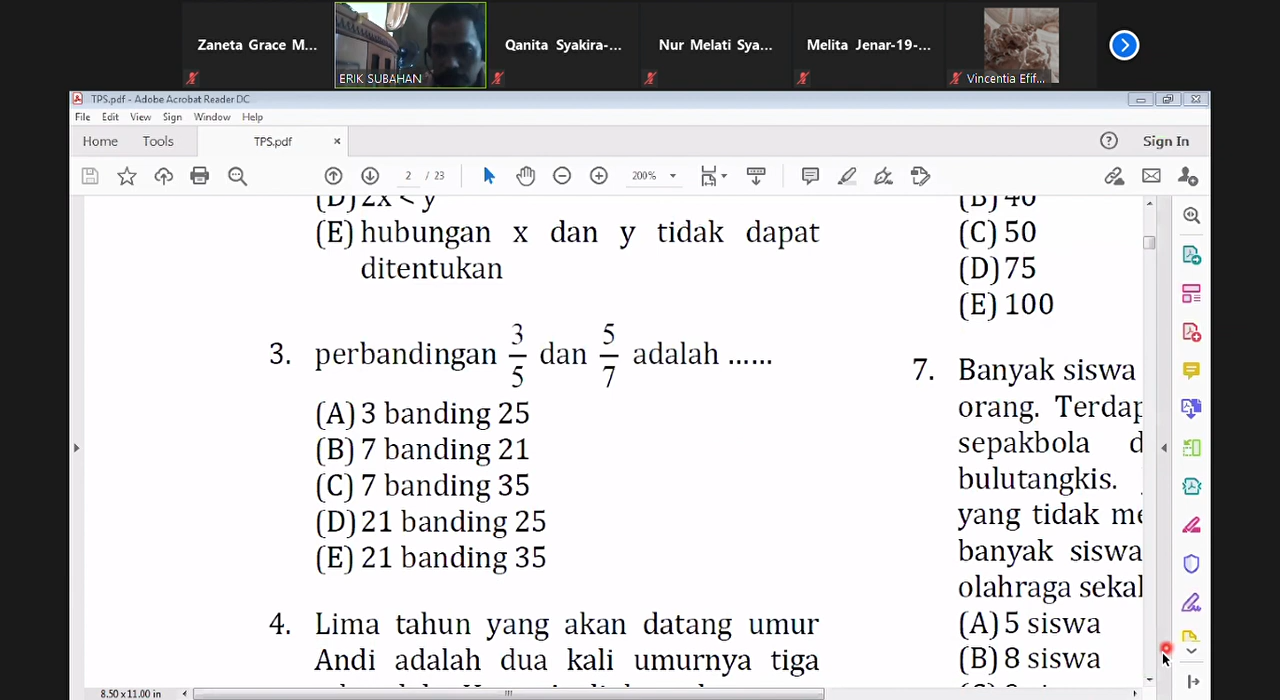 Zaneta Grace M...
ERIK SUBAHAN
Qanita Syakira-...
Nur Melati Sya...
Melita Jenar-19-...
Vincentia Efif...
TPS.pdf - Adobe Acrobat Reader DC
File Edit View Sign Window Help
Home Tools TPS.pdf × ? Sign In
2 / 23 200%
(D) 2x < y
(E) hubungan x dan y tidak dapat
ditentukan
3. perbandingan 3/5 dan 5/7 adalah ......
(A) 3 banding 25
(B) 7 banding 21
(C) 7 banding 35
(D) 21 banding 25
(E) 21 banding 35
4. Lima tahun yang akan datang umur
Andi adalah dua kali umurnya tiga
(B) 40
(C) 50
(D) 75
(E) 100
7. Banyak siswa
orang. Terdap
sepakbola d
bulutangkis.
yang tidak me
banyak siswa
olahraga sekal
(A) 5 siswa
(B) 8 siswa
8.50 x 11.00 in